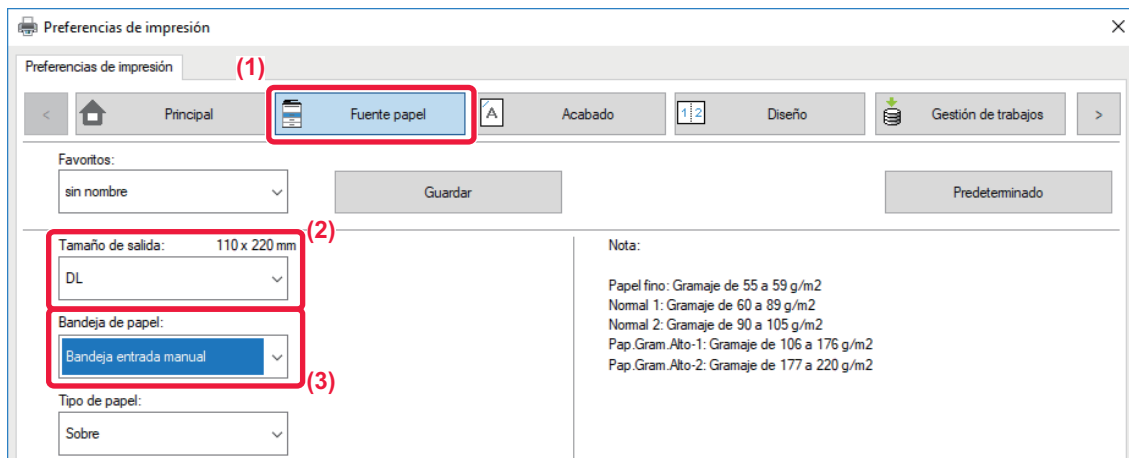 Preferencias de impresión
Preferencias de impresión
(1)
< Principal Fuente papel A Acabado 1 2 Diseño Gestión de trabajos >
Favoritos:
sin nombre Guardar Predeterminado
(2)
Tamaño de salida: 110 x 220 mm
DL
Bandeja de papel:
Bandeja entrada manual
(3)
Tipo de papel:
Sobre
Nota:
Papel fino: Gramaje de 55 a 59 g/m2
Normal 1: Gramaje de 60 a 89 g/m2
Normal 2: Gramaje de 90 a 105 g/m2
Pap.Gram.Alto-1: Gramaje de 106 a 176 g/m2
Pap.Gram.Alto-2: Gramaje de 177 a 220 g/m2